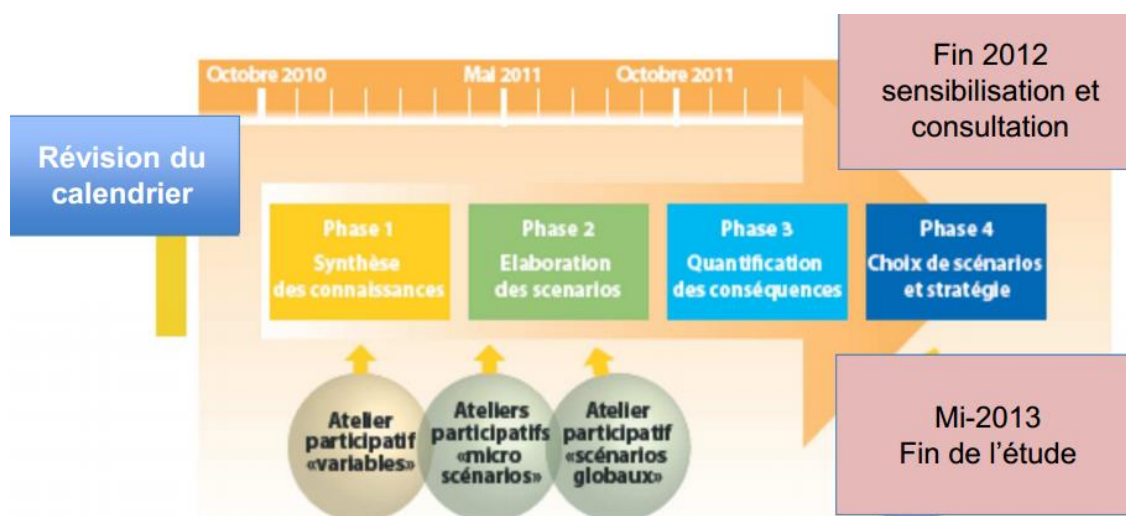 Octobre 2010
Mai 2011
Octobre 2011
Fin 2012
sensibilisation et
consultation
Révision du
calendrier
Phase 1
Synthèse
des connaissances
Phase 2
Elaboration
des scenarios
Phase 3
Quantification
des conséquences
Phase 4
Choix de scénarios
et stratégie
Atelier
participatif
«variables»
Ateliers
participatifs
«micro
scénarios»
Atelier
participatif
«scénarios
globaux»
Mi-2013
Fin de l’étude